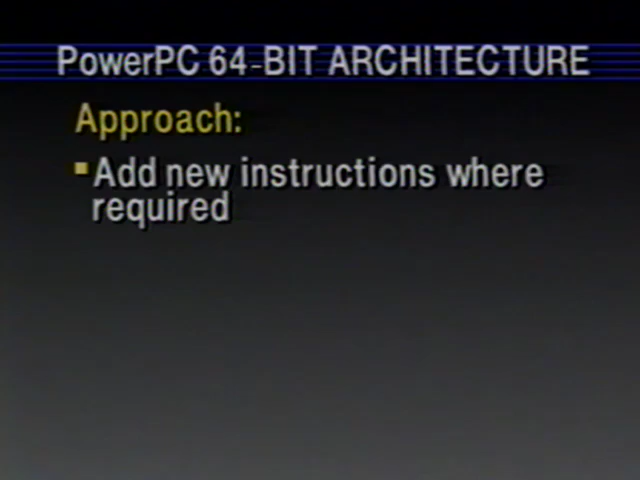 PowerPC 64-BIT ARCHITECTURE
Approach:
Add new instructions where
required